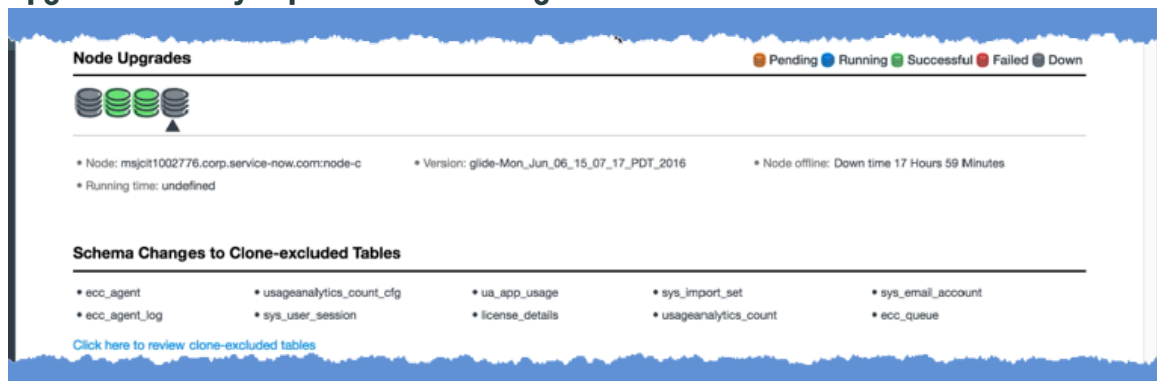 Node Upgrades
Pending Running Successful Failed Down
• Node: msjcit1002776.corp.service-now.com:node-c • Version: glide-Mon_Jun_06_15_07_17_PDT_2016 • Node offline: Down time 17 Hours 59 Minutes
• Running time: undefined
Schema Changes to Clone-excluded Tables
• ecc_agent • usageanalytics_count_cfg • ua_app_usage • sys_import_set • sys_email_account
• ecc_agent_log • sys_user_session • license_details • usageanalytics_count • ecc_queue
Click here to review clone-excluded tables